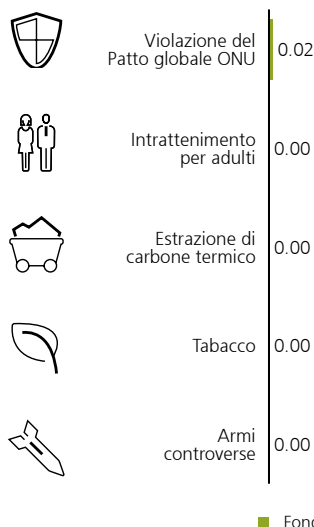 Violazione del
Patto globale ONU
0.02
Intrattenimento
per adulti
0.00
Estrazione di
carbone termico
0.00
Tabacco
0.00
Armi
controverse
0.00